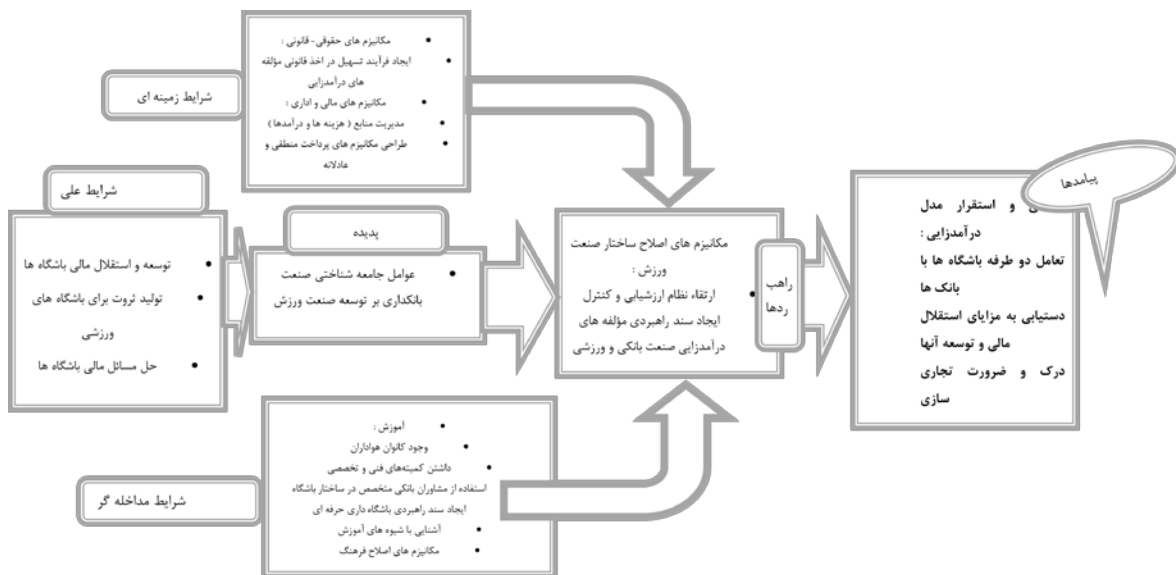 مکانیزم های حقوقی- قانونی :
ایجاد فرآیند تسهیل در اخذ قانونی مؤلفه
های درآمدزایی
مکانیزم های مالی و اداری :
مدیریت منابع ( هزینه ها و درآمدها )
طراحی مکانیزم های پرداخت منطقی و
عادلانه
شرایط زمینه ای
شرایط علی
توسعه و استقلال مالی باشگاه ها
تولید ثروت برای باشگاه های
ورزشی
حل مسائل مالی باشگاه ها
پدیده
عوامل جامعه شناختی صنعت
بانکداری بر توسعه صنعت ورزش
مکانیزم های اصلاح ساختار صنعت
ورزش :
ارتقاء نظام ارزشیابی و کنترل
ایجاد سند راهبردی مؤلفه های
درآمدزایی صنعت بانکی و ورزشی
راهب
ردها
پیامدها
و استقرار مدل
درآمدزایی :
تعامل دو طرفه باشگاه ها با
بانک ها
دستیابی به مزایای استقلال
مالی و توسعه آنها
درک و ضرورت تجاری
سازی
شرایط مداخله گر
آموزش :
وجود کانوان هواداران
داشتن کمیته‌های فنی و تخصصی
استفاده از مشاوران بانکی متخصص در ساختار باشگاه
ایجاد سند راهبردی باشگاه داری حرفه ای
آشنایی با شیوه های آموزش
مکانیزم های اصلاح فرهنگ